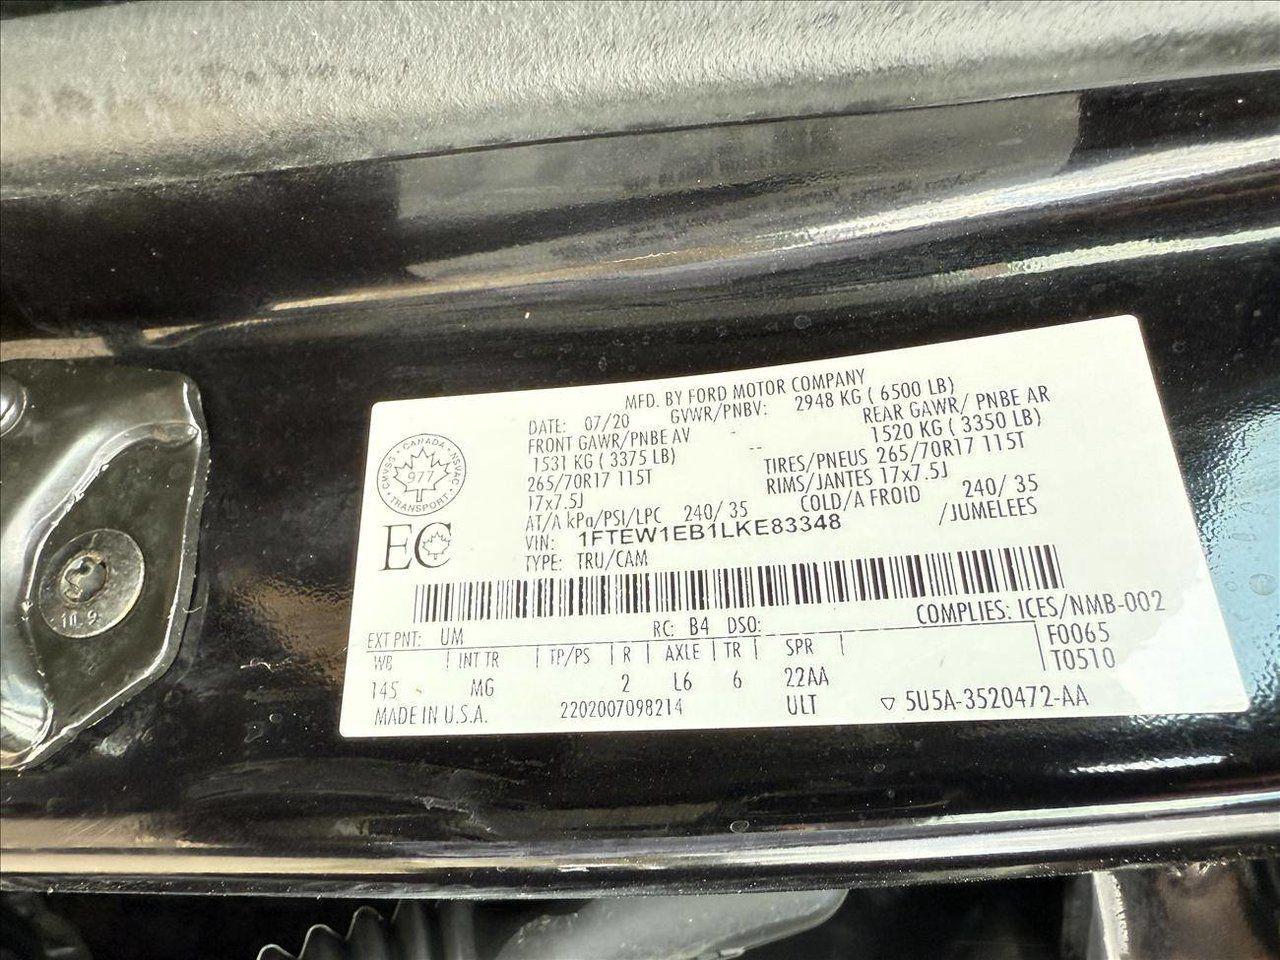 MFD. BY FORD MOTOR COMPANY
DATE: 07/20 GVWR/PNBV: 2948 KG ( 6500 LB)
FRONT GAWR/PNBE AV REAR GAWR/ PNBE AR
1531 KG ( 3375 LB) 1520 KG ( 3350 LB)
265/70R17 115T TIRES/PNEUS 265/70R17 115T
17x7.5J RIMS/JANTES 17x7.5J
AT/A kPa/PSI/LPC 240/ 35 COLD/A FROID 240/ 35
VIN: 1FTEW1EB1LKE83348 /JUMELEES
TYPE: TRU/CAM
CANADA · NSVAC · TRANSPORT · CMVSS
977
EC
COMPLIES: ICES/NMB-002
EXT PNT: UM RC: B4 DSO:
F0065
WB INT TR TP/PS R AXLE TR SPR
T0510
145 MG 2 L6 6 22AA
MADE IN U.S.A. 2202007098214 ULT ▽ 5U5A-3520472-AA
10.9